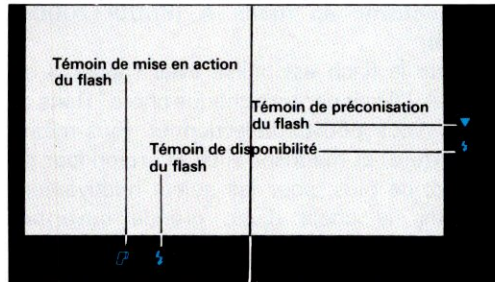 Témoin de mise en action
du flash
Témoin de préconisation
du flash
Témoin de disponibilité
du flash